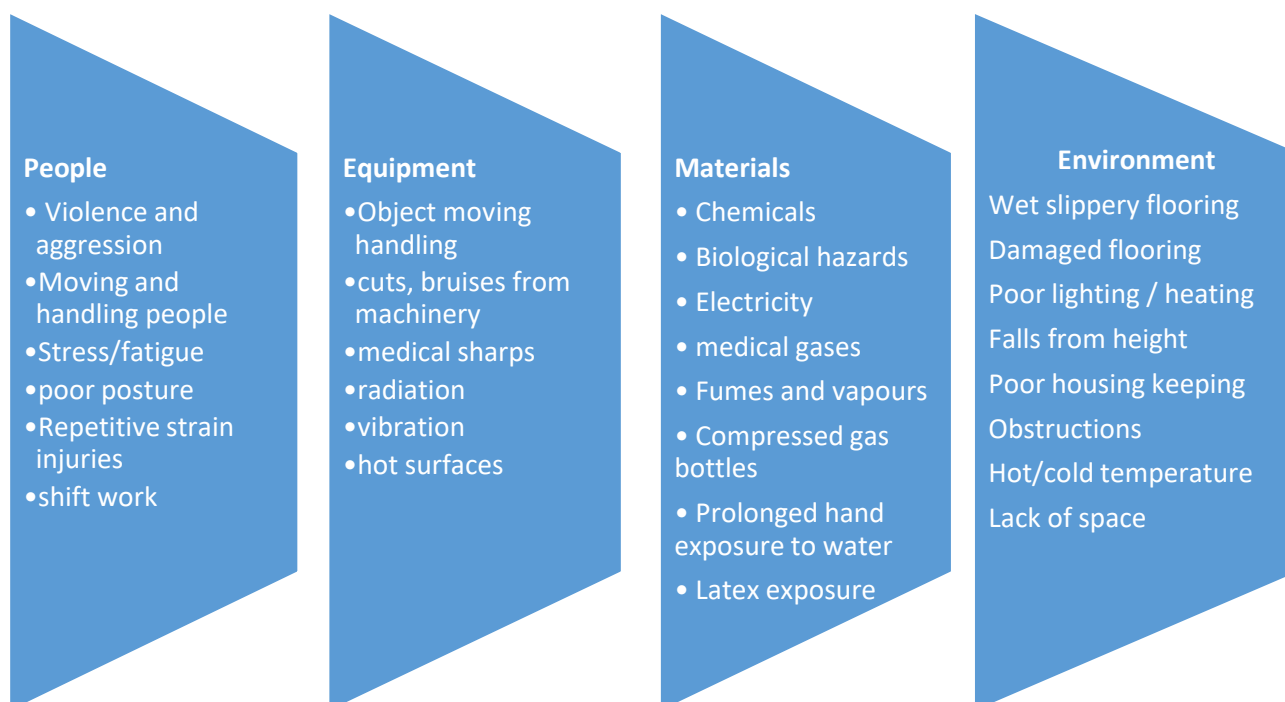 People
• Violence and
aggression
•Moving and
handling people
•Stress/fatigue
•poor posture
•Repetitive strain
injuries
•shift work
Equipment
•Object moving
handling
•cuts, bruises from
machinery
•medical sharps
•radiation
•vibration
•hot surfaces
Materials
• Chemicals
• Biological hazards
• Electricity
• medical gases
• Fumes and vapours
• Compressed gas
bottles
• Prolonged hand
exposure to water
• Latex exposure
Environment
Wet slippery flooring
Damaged flooring
Poor lighting / heating
Falls from height
Poor housing keeping
Obstructions
Hot/cold temperature
Lack of space